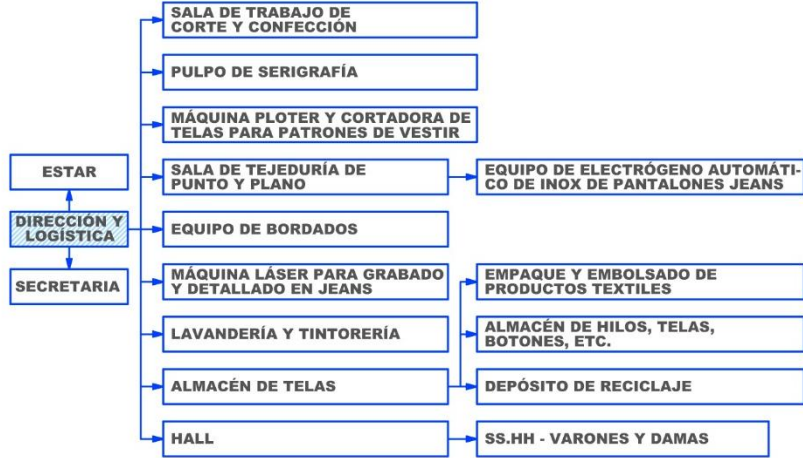 SALA DE TRABAJO DE
CORTE Y CONFECCIÓN
PULPO DE SERIGRAFÍA
MÁQUINA PLOTER Y CORTADORA DE
TELAS PARA PATRONES DE VESTIR
ESTAR
SALA DE TEJEDURÍA DE
PUNTO Y PLANO
EQUIPO DE ELECTRÓGENO AUTOMÁTI-
CO DE INOX DE PANTALONES JEANS
DIRECCIÓN Y
LOGÍSTICA
EQUIPO DE BORDADOS
SECRETARIA
MÁQUINA LÁSER PARA GRABADO
Y DETALLADO EN JEANS
EMPAQUE Y EMBOLSADO DE
PRODUCTOS TEXTILES
LAVANDERÍA Y TINTORERÍA
ALMACÉN DE HILOS, TELAS,
BOTONES, ETC.
ALMACÉN DE TELAS
DEPÓSITO DE RECICLAJE
HALL
SS.HH - VARONES Y DAMAS